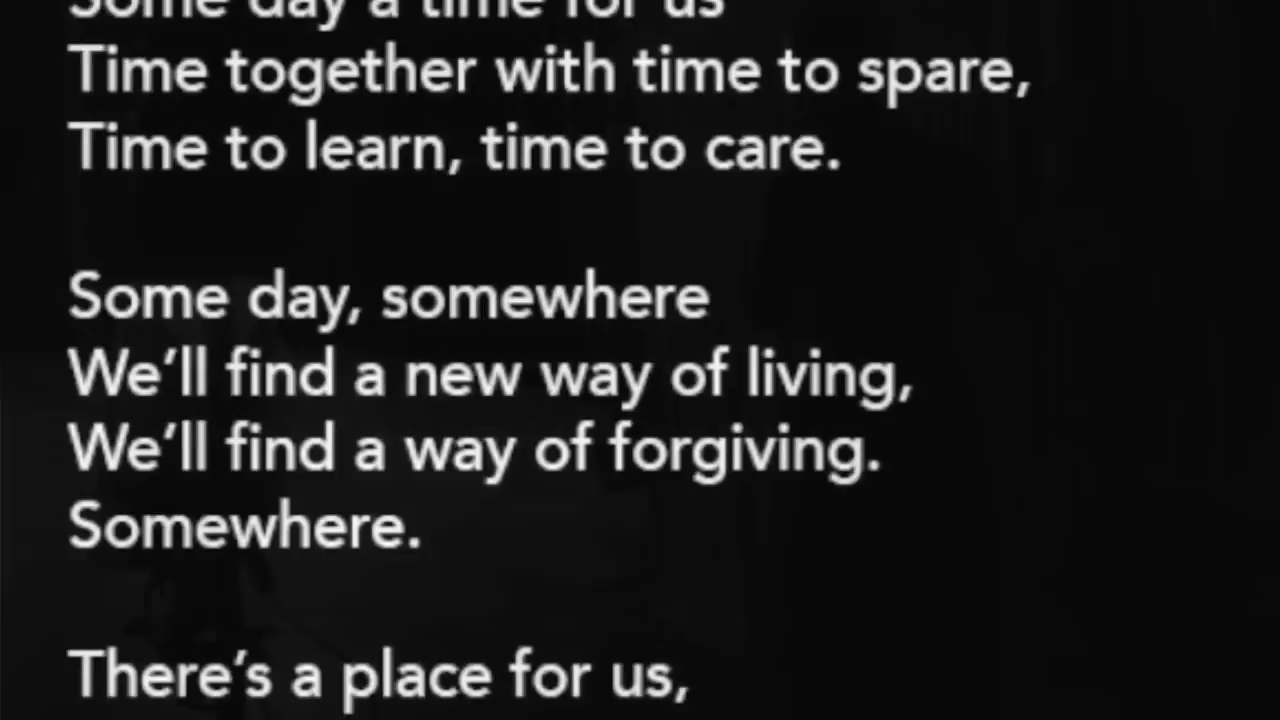 Some day a time for us
Time together with time to spare,
Time to learn, time to care.
Some day, somewhere
We’ll find a new way of living,
We’ll find a way of forgiving.
Somewhere.
There’s a place for us,